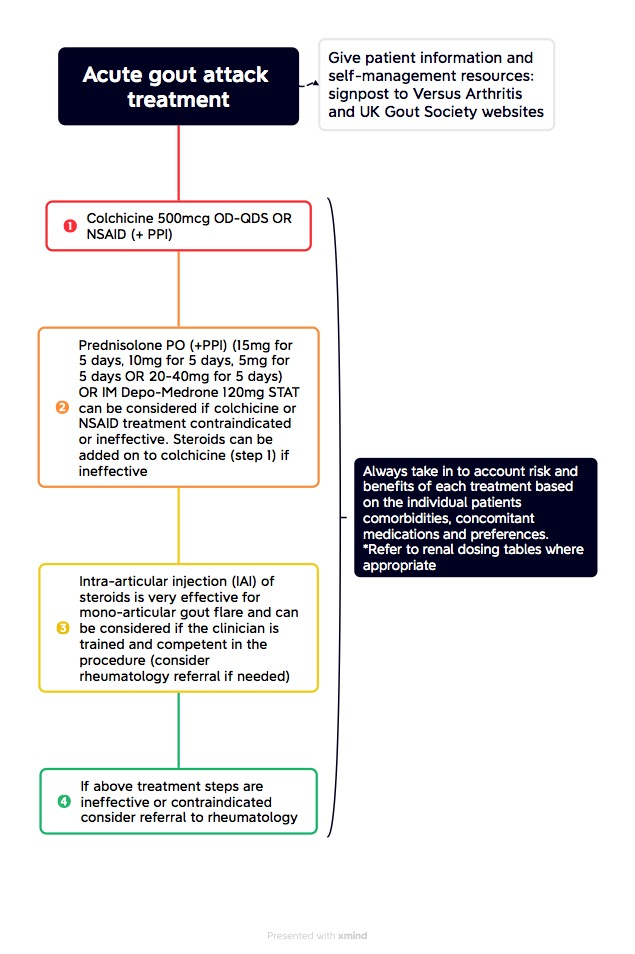 Acute gout attack
treatment
Give patient information and
self-management resources:
signpost to Versus Arthritis
and UK Gout Society websites
1 Colchicine 500mcg OD-QDS OR
NSAID (+ PPI)
2 Prednisolone PO (+PPI) (15mg for
5 days, 10mg for 5 days, 5mg for
5 days OR 20-40mg for 5 days)
OR IM Depo-Medrone 120mg STAT
can be considered if colchicine or
NSAID treatment contraindicated
or ineffective. Steroids can be
added on to colchicine (step 1) if
ineffective
Always take in to account risk and
benefits of each treatment based
on the individual patients
comorbidities, concomitant
medications and preferences.
*Refer to renal dosing tables where
appropriate
3 Intra-articular injection (IAI) of
steroids is very effective for
mono-articular gout flare and can
be considered if the clinician is
trained and competent in the
procedure (consider
rheumatology referral if needed)
4 If above treatment steps are
ineffective or contraindicated
consider referral to rheumatology
Presented with xmind